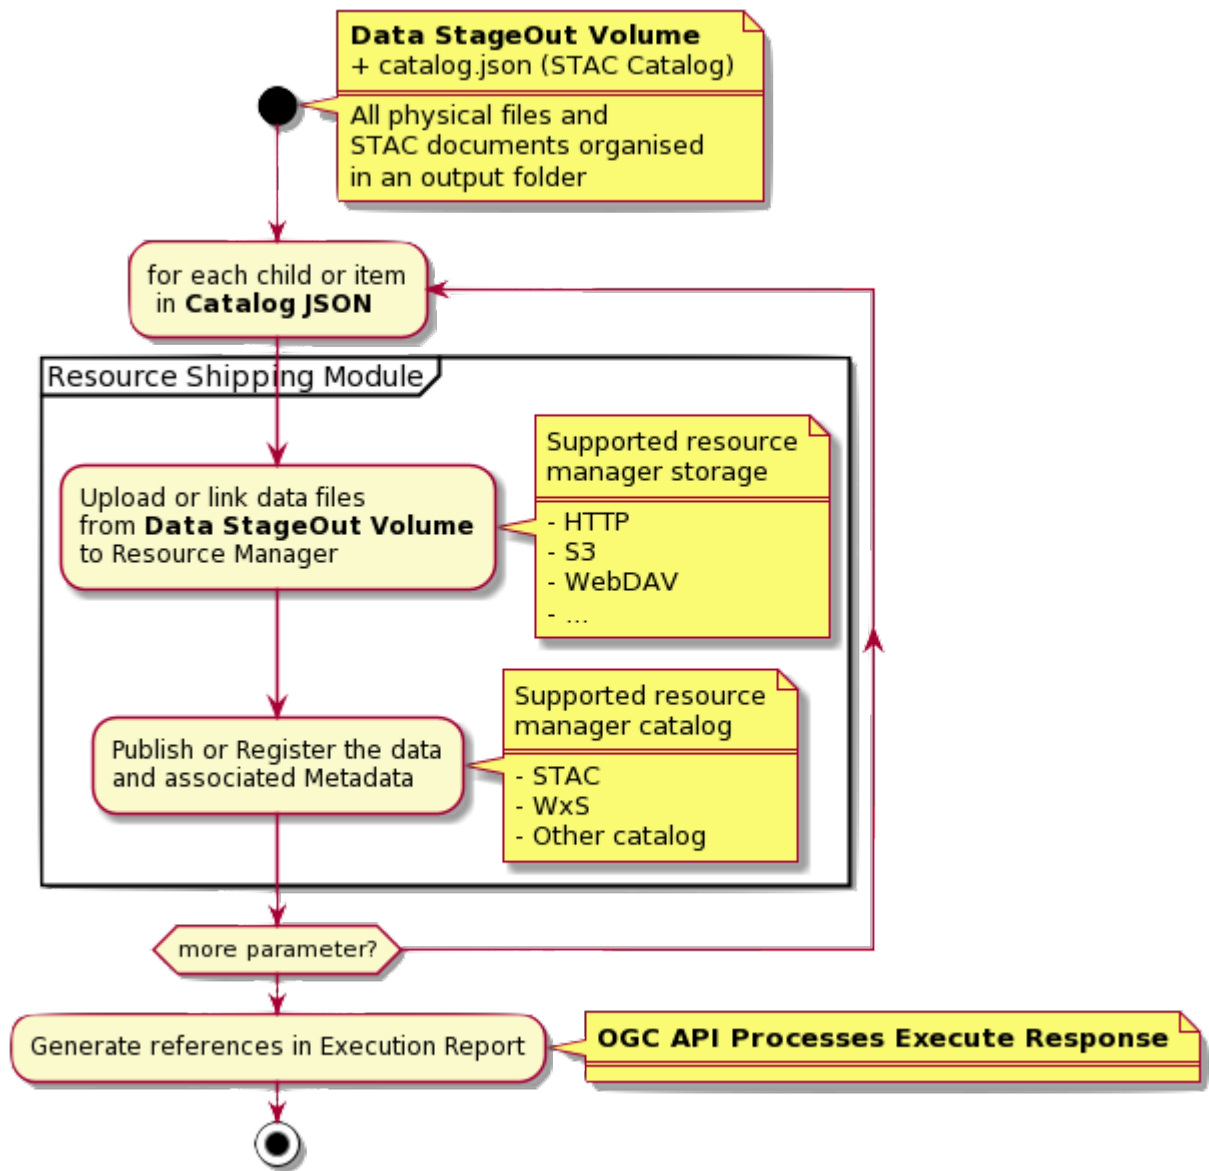 Data StageOut Volume
+ catalog.json (STAC Catalog)
All physical files and
STAC documents organised
in an output folder
for each child or item
in Catalog JSON
Resource Shipping Module
Supported resource
manager storage
- HTTP
- S3
- WebDAV
- ...
Upload or link data files
from Data StageOut Volume
to Resource Manager
Supported resource
manager catalog
- STAC
- WxS
- Other catalog
Publish or Register the data
and associated Metadata
more parameter?
Generate references in Execution Report
OGC API Processes Execute Response